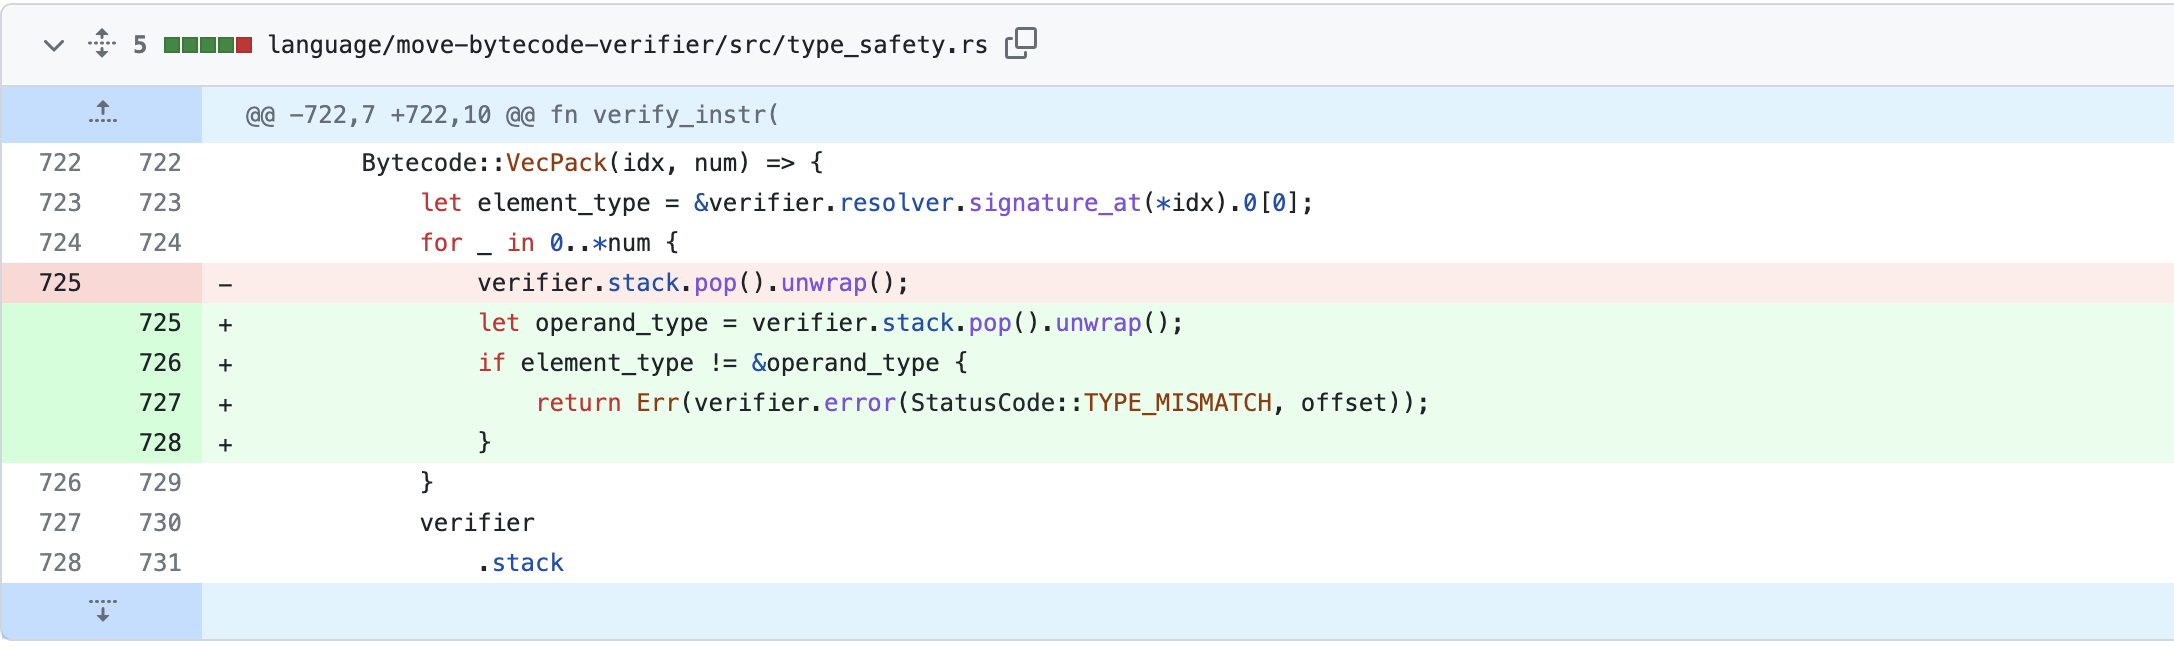 5 language/move-bytecode-verifier/src/type_safety.rs
@@ -722,7 +722,10 @@ fn verify_instr(
722 722 Bytecode::VecPack(idx, num) => {
723 723 let element_type = &verifier.resolver.signature_at(*idx).0[0];
724 724 for _ in 0..*num {
725 - verifier.stack.pop().unwrap();
725 + let operand_type = verifier.stack.pop().unwrap();
726 + if element_type != &operand_type {
727 + return Err(verifier.error(StatusCode::TYPE_MISMATCH, offset));
728 + }
726 729 }
727 730 verifier
728 731 .stack